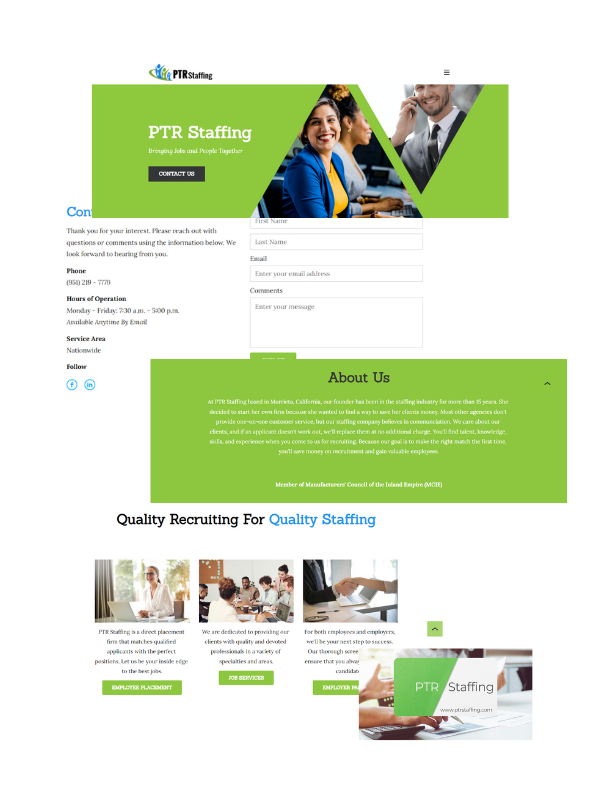 PTR Staffing
PTR Staffing
Bringing Jobs and People Together
CONTACT US
Con
Thank you for your interest. Please reach out with
questions or comments using the information below. We
look forward to hearing from you.
Phone
(951) 219 - 7779
Hours of Operation
Monday - Friday: 7:30 a.m. - 5:00 p.m.
Available Anytime By Email
Service Area
Nationwide
Follow
First Name
Last Name
Email
Enter your email address
Comments
Enter your message
About Us
At PTR Staffing based in Murrieta, California, our founder has been in the staffing industry for more than 15 years. She
decided to start her own firm because she wanted to find a way to save her clients money. Most other agencies don't
provide one-on-one customer service, but our staffing company believes in communication. We care about our
clients, and if an applicant doesn't work out, we'll replace them at no additional charge. You'll find talent, knowledge,
skills, and experience when you come to us for recruiting. Because our goal is to make the right match the first time,
you'll save money on recruitment and gain valuable employees.
Member of Manufacturers' Council of the Inland Empire (MCIE)
Quality Recruiting For Quality Staffing
PTR Staffing is a direct placement
firm that matches qualified
applicants with the perfect
positions. Let us be your inside edge
to the best jobs.
EMPLOYEE PLACEMENT
We are dedicated to providing our
clients with quality and devoted
professionals in a variety of
specialties and areas.
JOB SERVICES
For both employees and employers,
we'll be your next step to success.
Our thorough scree
ensure that you alway
candidat
EMPLOYER PA
PTR Staffing
www.ptrstaffing.com